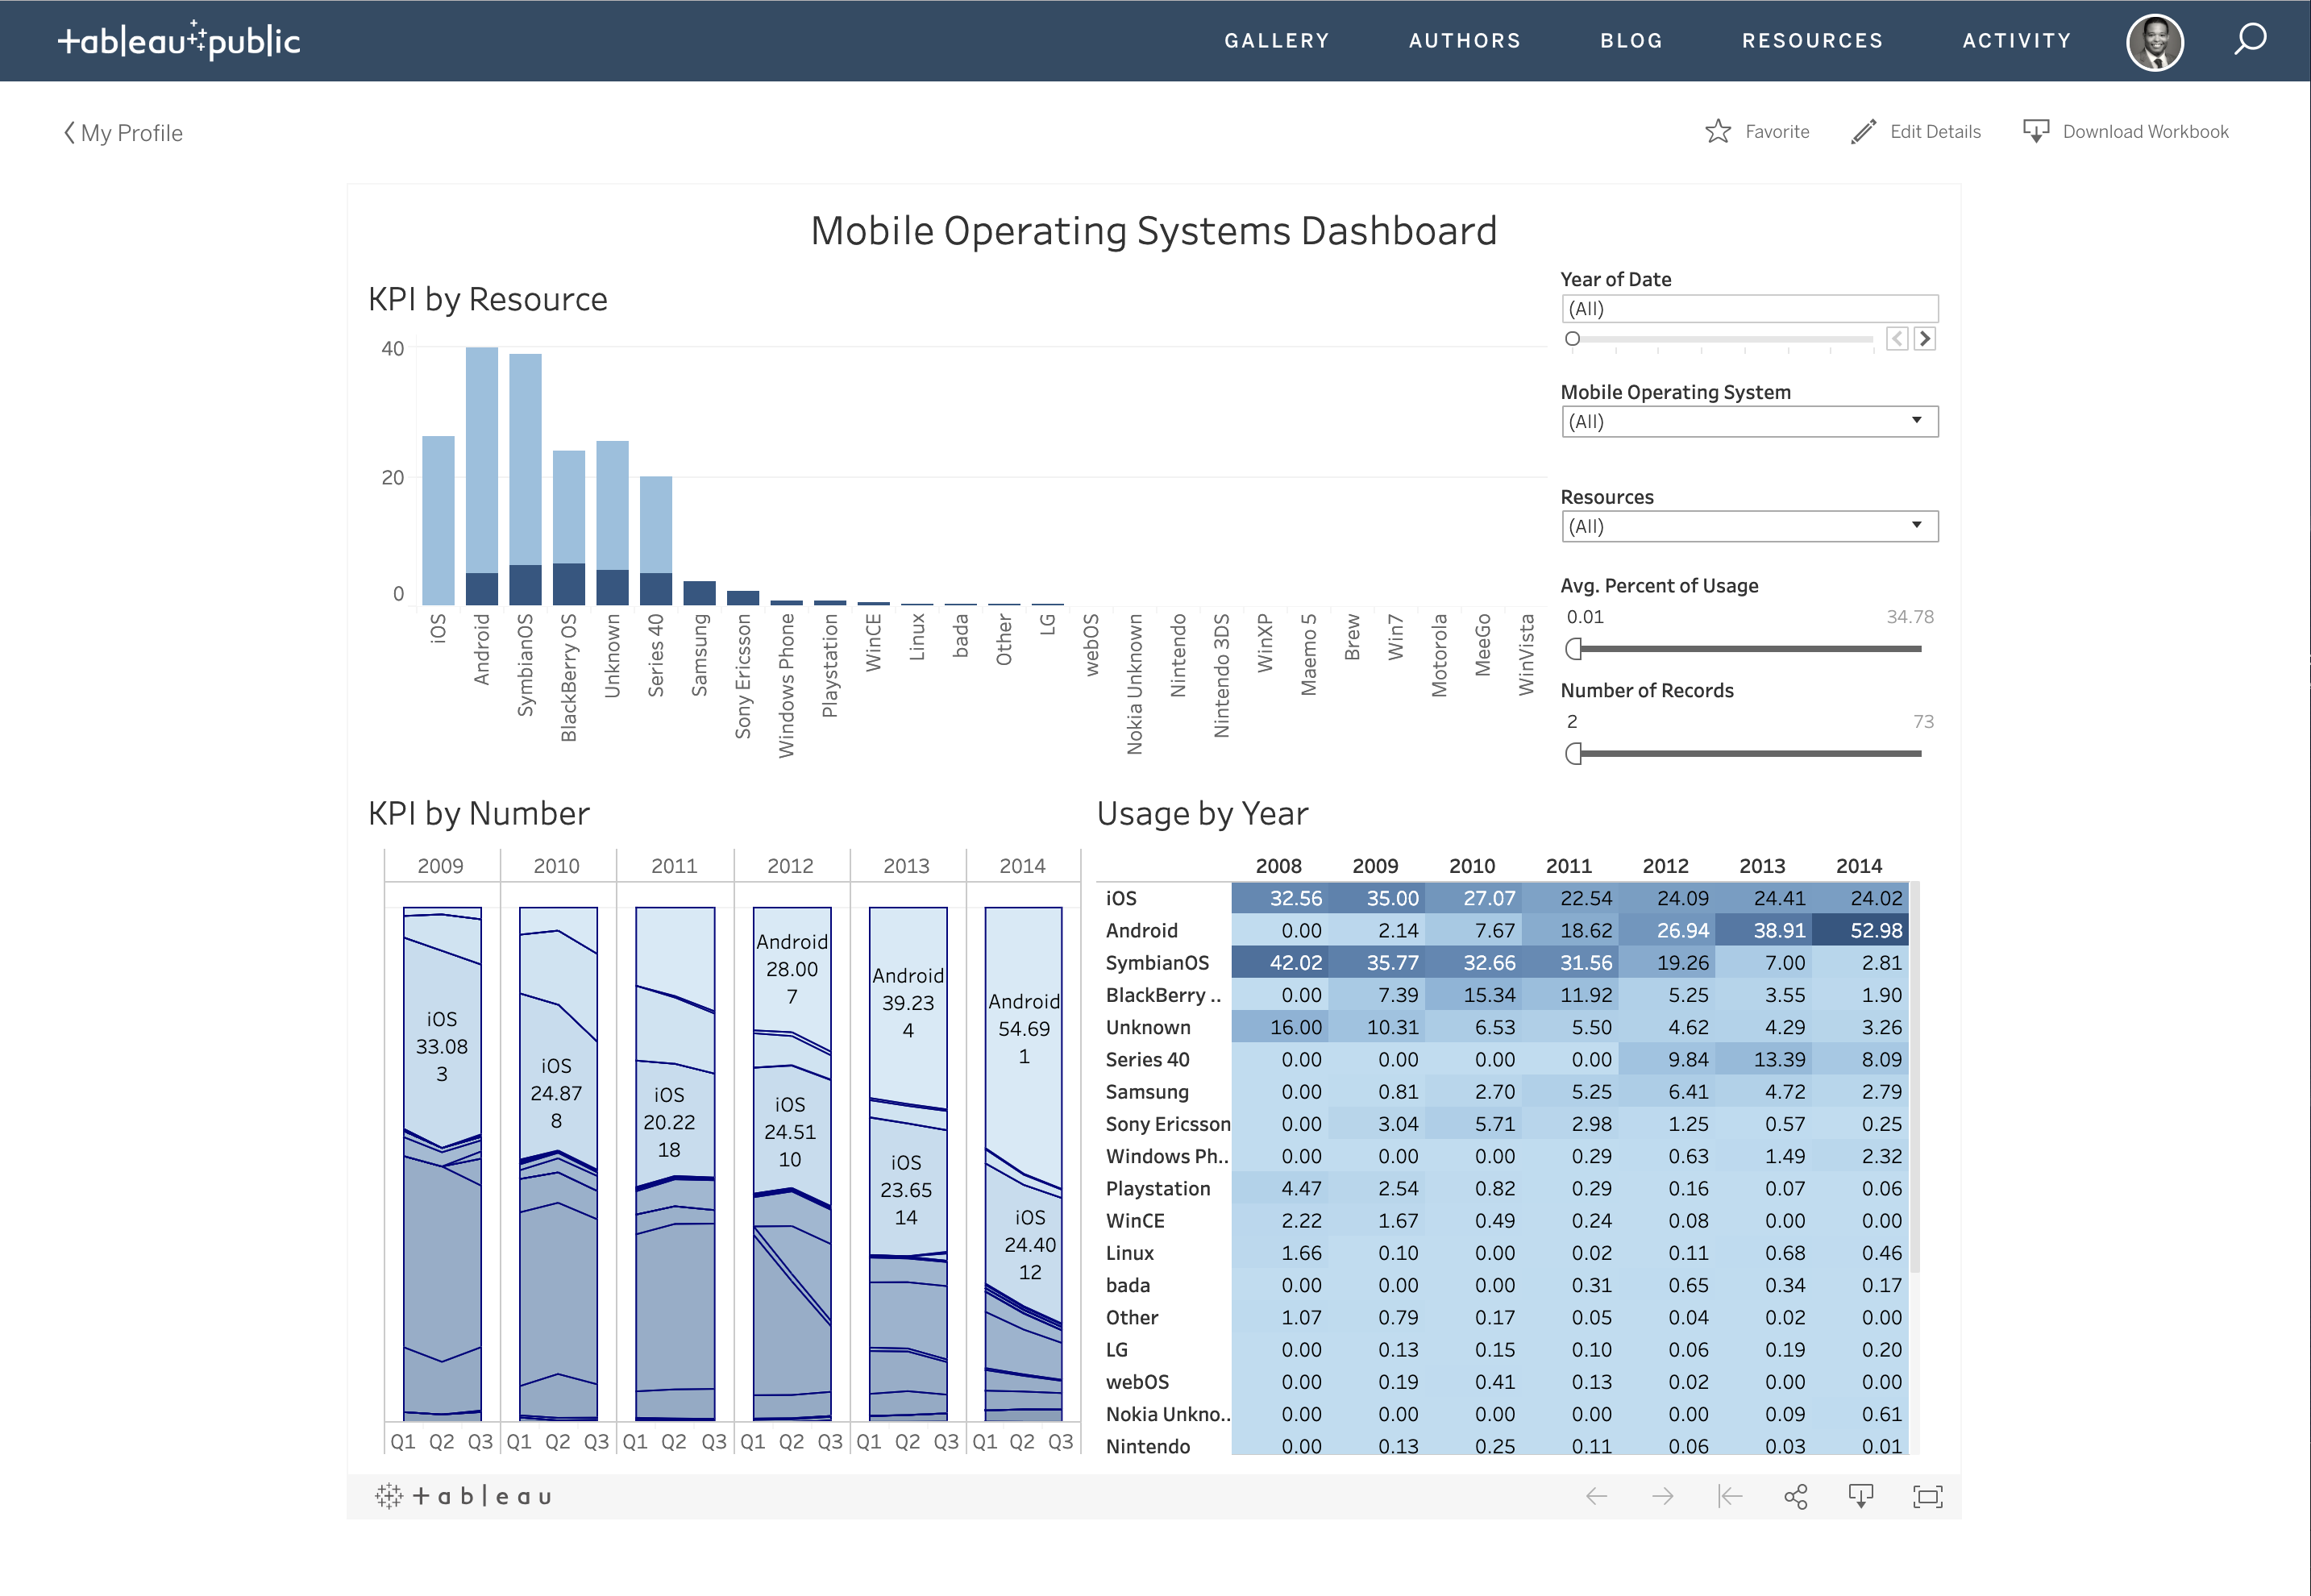 tableau public
GALLERY AUTHORS BLOG RESOURCES ACTIVITY
My Profile
Favorite Edit Details Download Workbook
Mobile Operating Systems Dashboard
KPI by Resource
40
20
0
iOS
Android
SymbianOS
BlackBerry OS
Unknown
Series 40
Samsung
Sony Ericsson
Windows Phone
Playstation
WinCE
Linux
bada
Other
LG
webOS
Nokia Unknown
Nintendo
Nintendo 3DS
WinXP
Maemo 5
Brew
Win7
Motorola
MeeGo
WinVista
Year of Date
(All)
Mobile Operating System
(All)
Resources
(All)
Avg. Percent of Usage
0.01 34.78
Number of Records
2 73
KPI by Number
2009 2010 2011 2012 2013 2014
iOS
33.08
3
iOS
24.87
8
iOS
20.22
18
Android
28.00
7
iOS
24.51
10
Android
39.23
4
iOS
23.65
14
Android
54.69
1
iOS
24.40
12
Q1 Q2 Q3 Q1 Q2 Q3 Q1 Q2 Q3 Q1 Q2 Q3 Q1 Q2 Q3 Q1 Q2 Q3
Usage by Year
2008 2009 2010 2011 2012 2013 2014
iOS 32.56 35.00 27.07 22.54 24.09 24.41 24.02
Android 0.00 2.14 7.67 18.62 26.94 38.91 52.98
SymbianOS 42.02 35.77 32.66 31.56 19.26 7.00 2.81
BlackBerry .. 0.00 7.39 15.34 11.92 5.25 3.55 1.90
Unknown 16.00 10.31 6.53 5.50 4.62 4.29 3.26
Series 40 0.00 0.00 0.00 0.00 9.84 13.39 8.09
Samsung 0.00 0.81 2.70 5.25 6.41 4.72 2.79
Sony Ericsson 0.00 3.04 5.71 2.98 1.25 0.57 0.25
Windows Ph.. 0.00 0.00 0.00 0.29 0.63 1.49 2.32
Playstation 4.47 2.54 0.82 0.29 0.16 0.07 0.06
WinCE 2.22 1.67 0.49 0.24 0.08 0.00 0.00
Linux 1.66 0.10 0.00 0.02 0.11 0.68 0.46
bada 0.00 0.00 0.00 0.31 0.65 0.34 0.17
Other 1.07 0.79 0.17 0.05 0.04 0.02 0.00
LG 0.00 0.13 0.15 0.10 0.06 0.19 0.20
webOS 0.00 0.19 0.41 0.13 0.02 0.00 0.00
Nokia Unkno.. 0.00 0.00 0.00 0.00 0.00 0.09 0.61
Nintendo 0.00 0.13 0.25 0.11 0.06 0.03 0.01
tableau